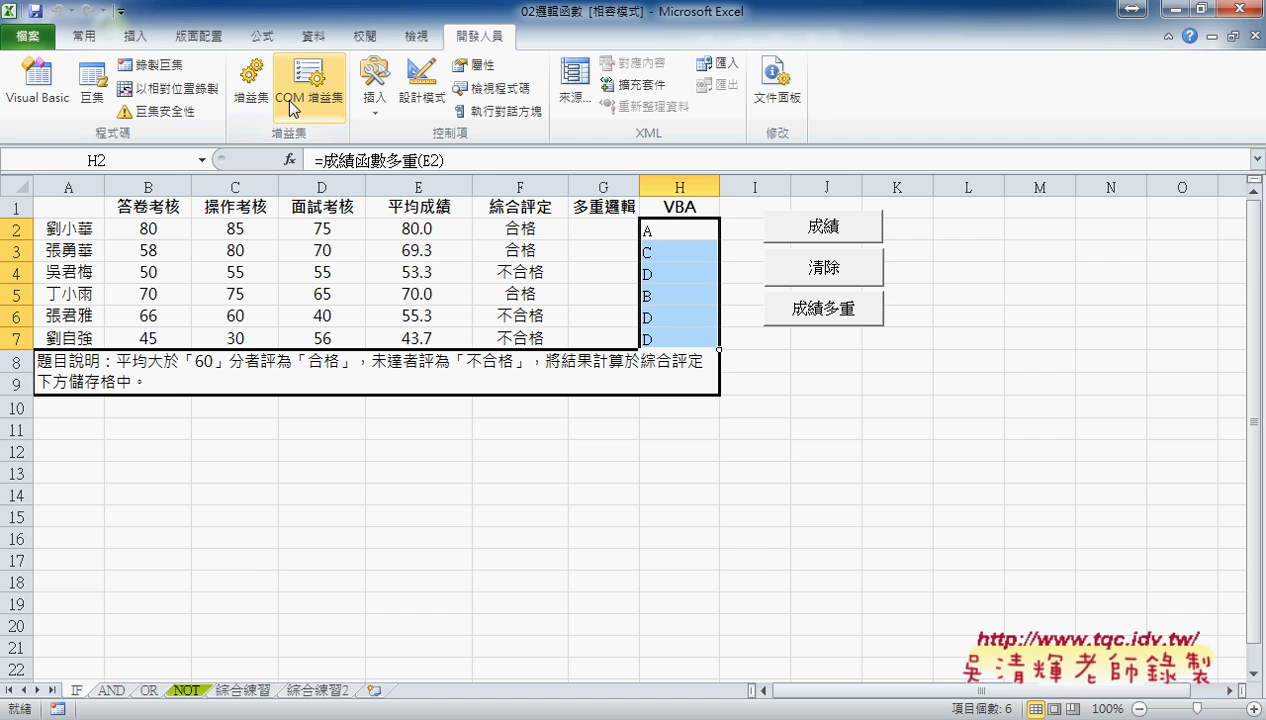 02邏輯函數 [相容模式] - Microsoft Excel
檔案 常用 插入 版面配置 公式 資料 校閱 檢視 開發人員
Visual Basic 巨集 錄製巨集 以相對位置錄製 巨集安全性 程式碼
增益集 COM 增益集 增益集
插入 設計模式 屬性 檢視程式碼 執行對話方塊 控制項
來源... 對應內容 擴充套件 重新整理資料 匯入 匯出 XML
文件面板 修改
H2 fx =成績函數多重(E2)
A B C D E F G H I J K L M N O
1 答卷考核 操作考核 面試考核 平均成績 綜合評定 多重邏輯 VBA
2 劉小華 80 85 75 80.0 合格 A
3 張勇華 58 80 70 69.3 合格 C
4 吳君梅 50 55 55 53.3 不合格 D
5 丁小雨 70 75 65 70.0 合格 B
6 張君雅 66 60 40 55.3 不合格 D
7 劉自強 45 30 56 43.7 不合格 D
成績
清除
成績多重
8 題目說明：平均大於「60」分者評為「合格」，未達者評為「不合格」，將結果計算於綜合評定
9 下方儲存格中。
10
11
12
13
14
15
16
17
18
19
20
21
22
http://www.tqc.idv.tw/
吳清輝老師錄製
IF AND OR NOT 綜合練習 綜合練習2
就緒 項目個數: 6 100%